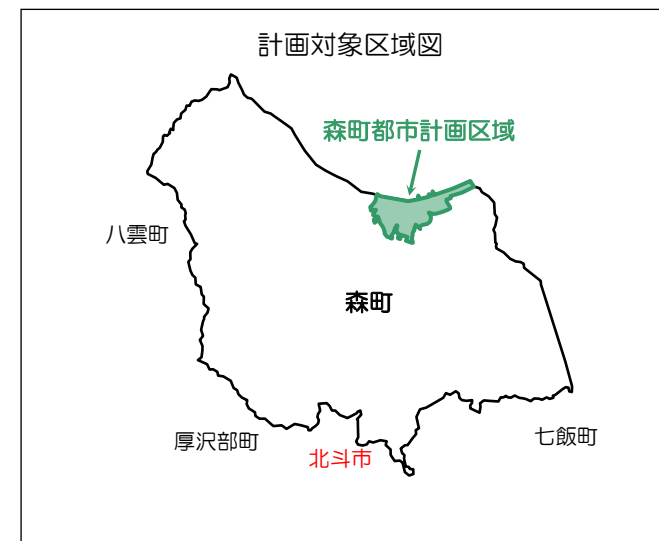 計画対象区域図
森町都市計画区域
八雲町
森町
厚沢部町
北斗市
七飯町